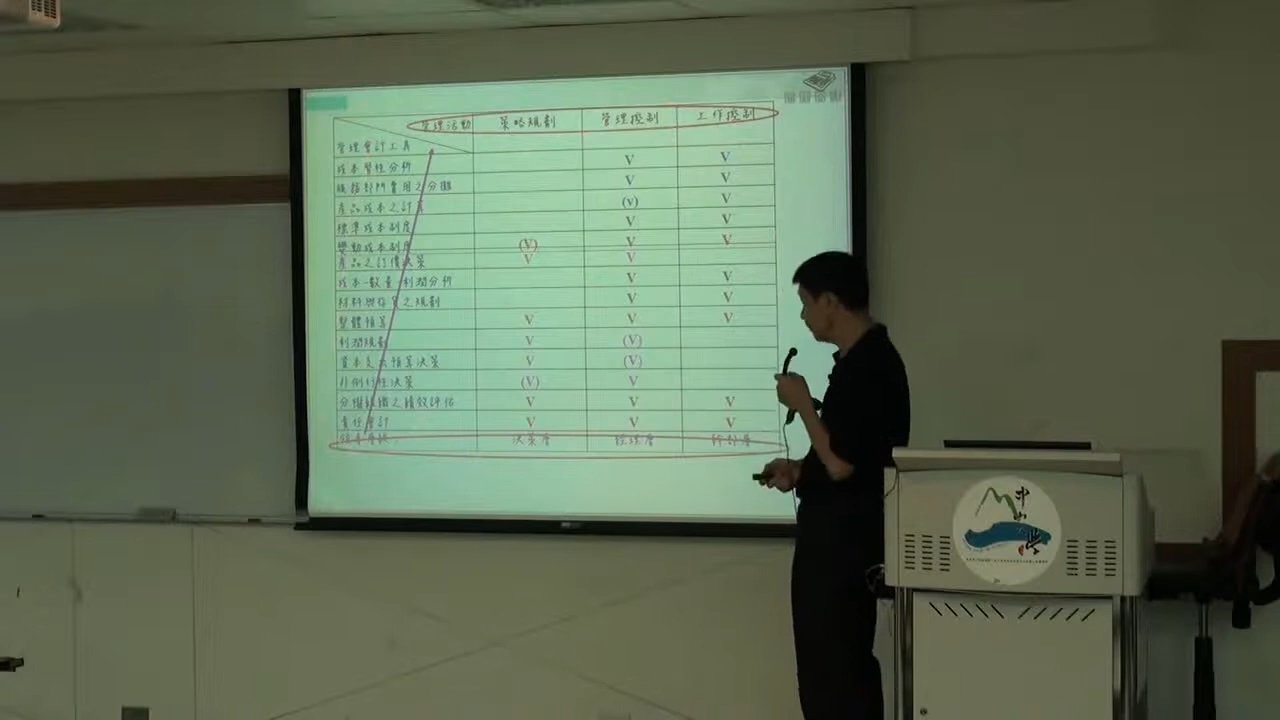 管理活動 策略規劃 管理控制 工作控制
管理會計工具
成本習性分析 V V
服務部門費用之分攤 V V
產品成本之計算 (V) V
標準成本制度 V V
變動成本制度 (V) V V
產品之訂價決策 V V
成本-數量-利潤分析 V V
材料與存貨之規劃 V V
整體預算 V V V
利潤規劃 V (V)
資本支出預算決策 V (V)
非例行性決策 (V) V
分權組織之績效評估 V V V
責任會計 V V V
決策層 經理層 幹部層
中山